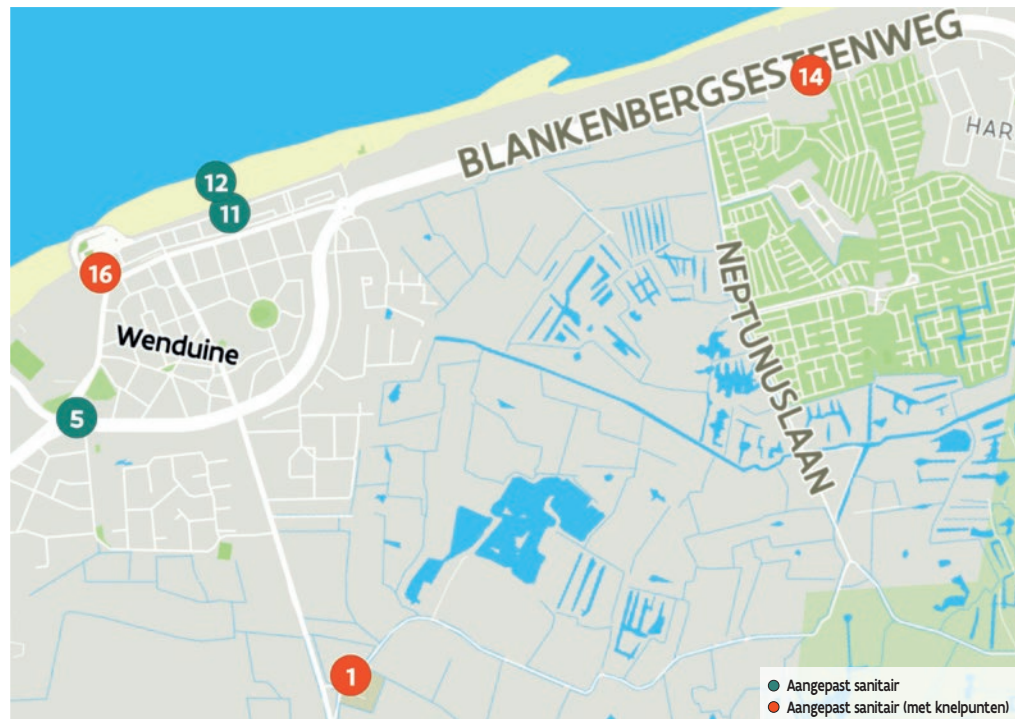 BLANKENBERGSESTEENWEG
14
HAR
12
11
16
NEPTUNUSLAAN
Wenduine
5
1
Aangepast sanitair
Aangepast sanitair (met knelpunten)